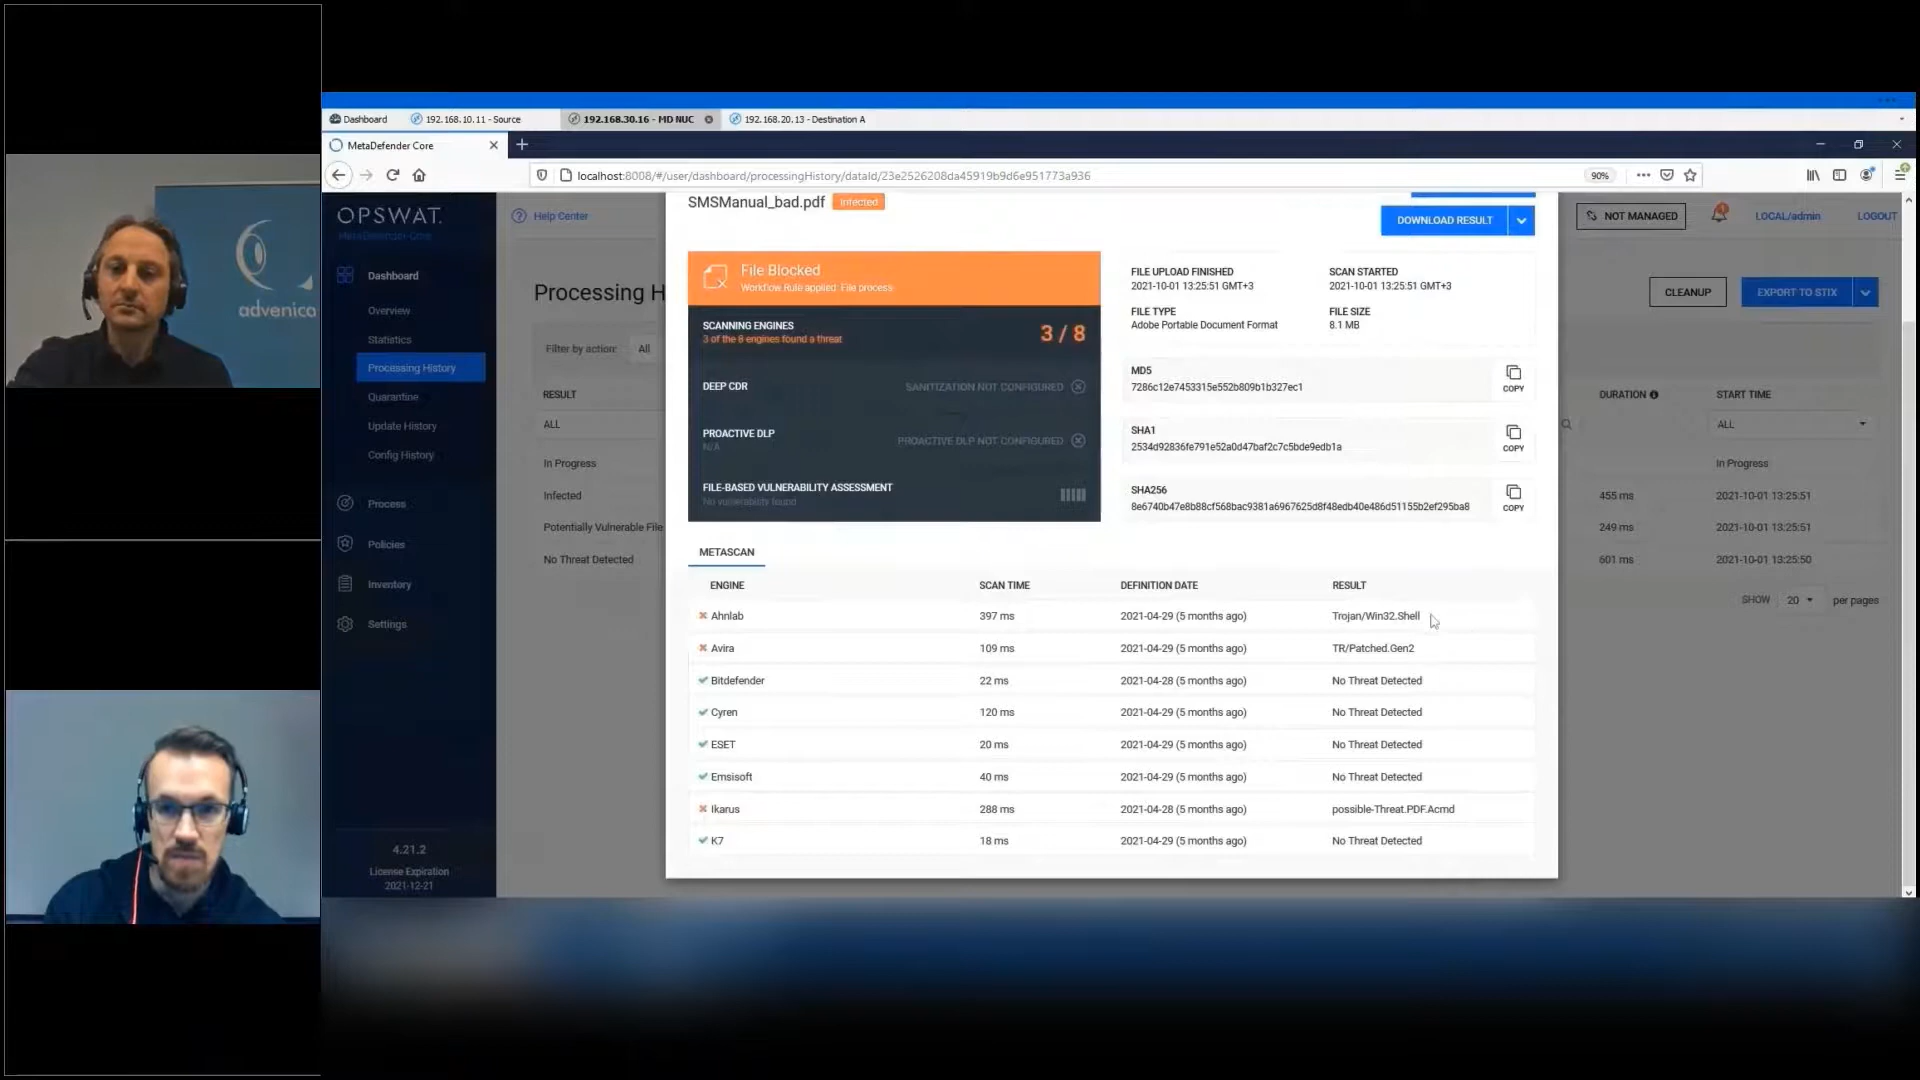 advenica
Dashboard
192.168.10.11 - Source
192.168.30.16 - MD NUC
192.168.20.13 - Destination A
MetaDefender Core
localhost:8008/#/user/dashboard/processingHistory/dataId/23e2526208da45919b9d6e951773a936
90%
OPSWAT.
MetaDefender Core
Dashboard
Overview
Statistics
Processing History
Quarantine
Update History
Config History
Process
Policies
Inventory
Settings
4.21.2
License Expiration
2021-12-21
Help Center
NOT MANAGED
1
LOCAL/admin
LOGOUT
Processing H
CLEANUP
EXPORT TO STIX
Filter by action: All
RESULT
ALL
In Progress
Infected
Potentially Vulnerable File
No Threat Detected
SMSManual_bad.pdf Infected
DOWNLOAD RESULT
File Blocked
Workflow Rule applied: File process
SCANNING ENGINES
3 of the 8 engines found a threat
3 / 8
DEEP CDR
SANITIZATION NOT CONFIGURED
PROACTIVE DLP
N/A
PROACTIVE DLP NOT CONFIGURED
FILE-BASED VULNERABILITY ASSESSMENT
No vulnerability found
FILE UPLOAD FINISHED
2021-10-01 13:25:51 GMT+3
SCAN STARTED
2021-10-01 13:25:51 GMT+3
FILE TYPE
Adobe Portable Document Format
FILE SIZE
8.1 MB
MD5
7286c12e7453315e552b809b1b327ec1
COPY
SHA1
2534d92836fe791e52a0d47baf2c7c5bde9edb1a
COPY
SHA256
8e6740b47e8b88cf568bac9381a6967625d8f48edb40e486d51155b2ef295ba8
COPY
METASCAN
ENGINE SCAN TIME DEFINITION DATE RESULT
Ahnlab 397 ms 2021-04-29 (5 months ago) Trojan/Win32.Shell
Avira 109 ms 2021-04-29 (5 months ago) TR/Patched.Gen2
Bitdefender 22 ms 2021-04-28 (5 months ago) No Threat Detected
Cyren 120 ms 2021-04-29 (5 months ago) No Threat Detected
ESET 20 ms 2021-04-29 (5 months ago) No Threat Detected
Emsisoft 40 ms 2021-04-29 (5 months ago) No Threat Detected
Ikarus 288 ms 2021-04-28 (5 months ago) possible-Threat.PDF.Acmd
K7 18 ms 2021-04-29 (5 months ago) No Threat Detected
DURATION START TIME
ALL
In Progress
455 ms 2021-10-01 13:25:51
249 ms 2021-10-01 13:25:51
601 ms 2021-10-01 13:25:50
SHOW 20 per pages